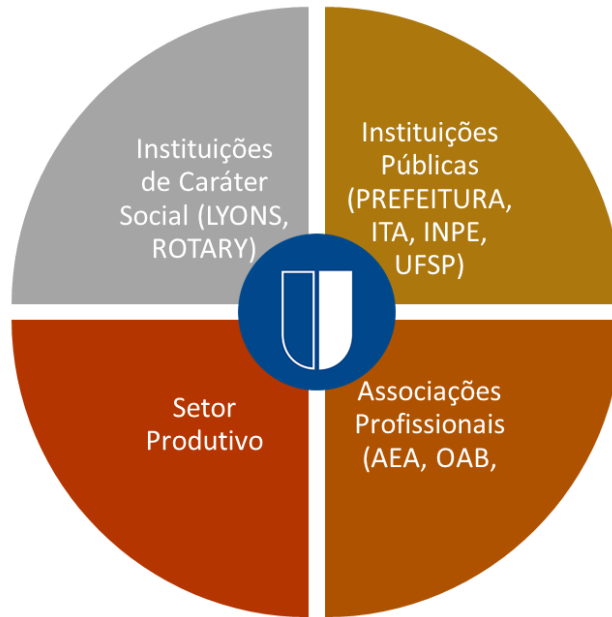 Instituições
de Caráter
Social (LYONS,
ROTARY)
Instituições
Públicas
(PREFEITURA,
ITA, INPE,
UFSP)
Setor
Produtivo
Associações
Profissionais
(AEA, OAB,